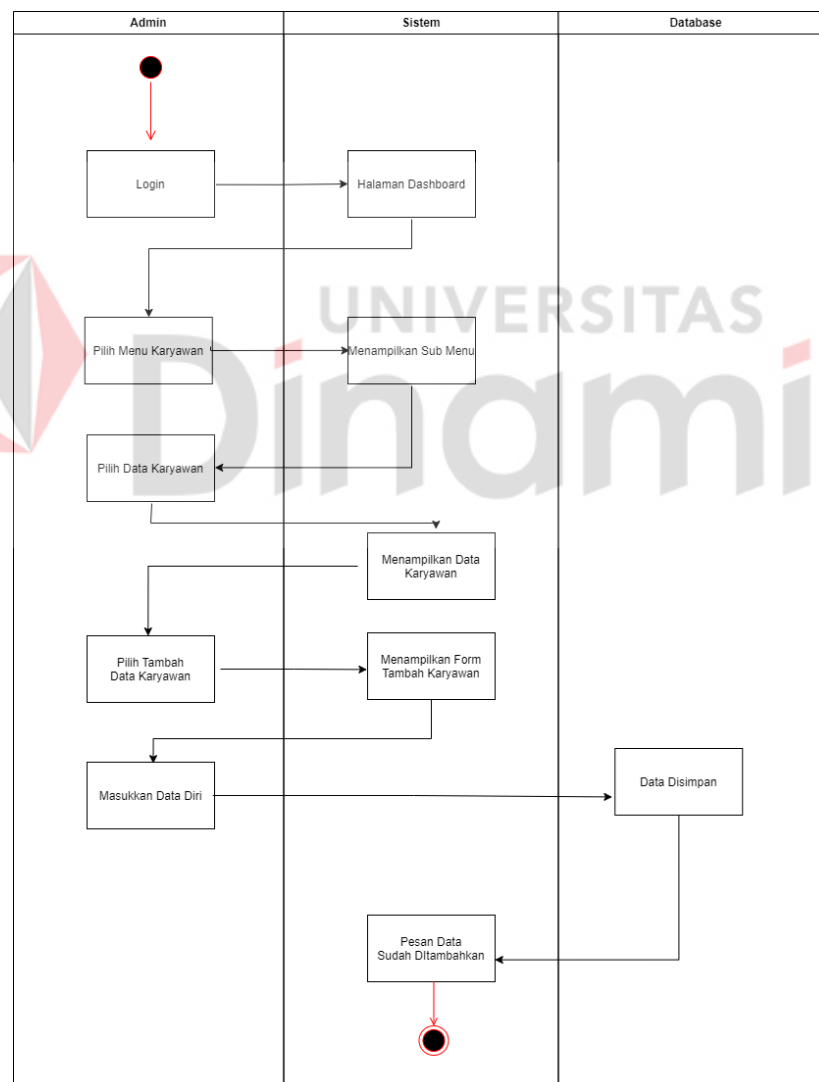 Admin
Sistem
Database
Login
Halaman Dashboard
UNIVERSITAS
Dinami
Pilih Menu Karyawan
Menampilkan Sub Menu
Pilih Data Karyawan
Menampilkan Data
Karyawan
Pilih Tambah
Data Karyawan
Menampilkan Form
Tambah Karyawan
Masukkan Data Diri
Data Disimpan
Pesan Data
Sudah DItambahkan